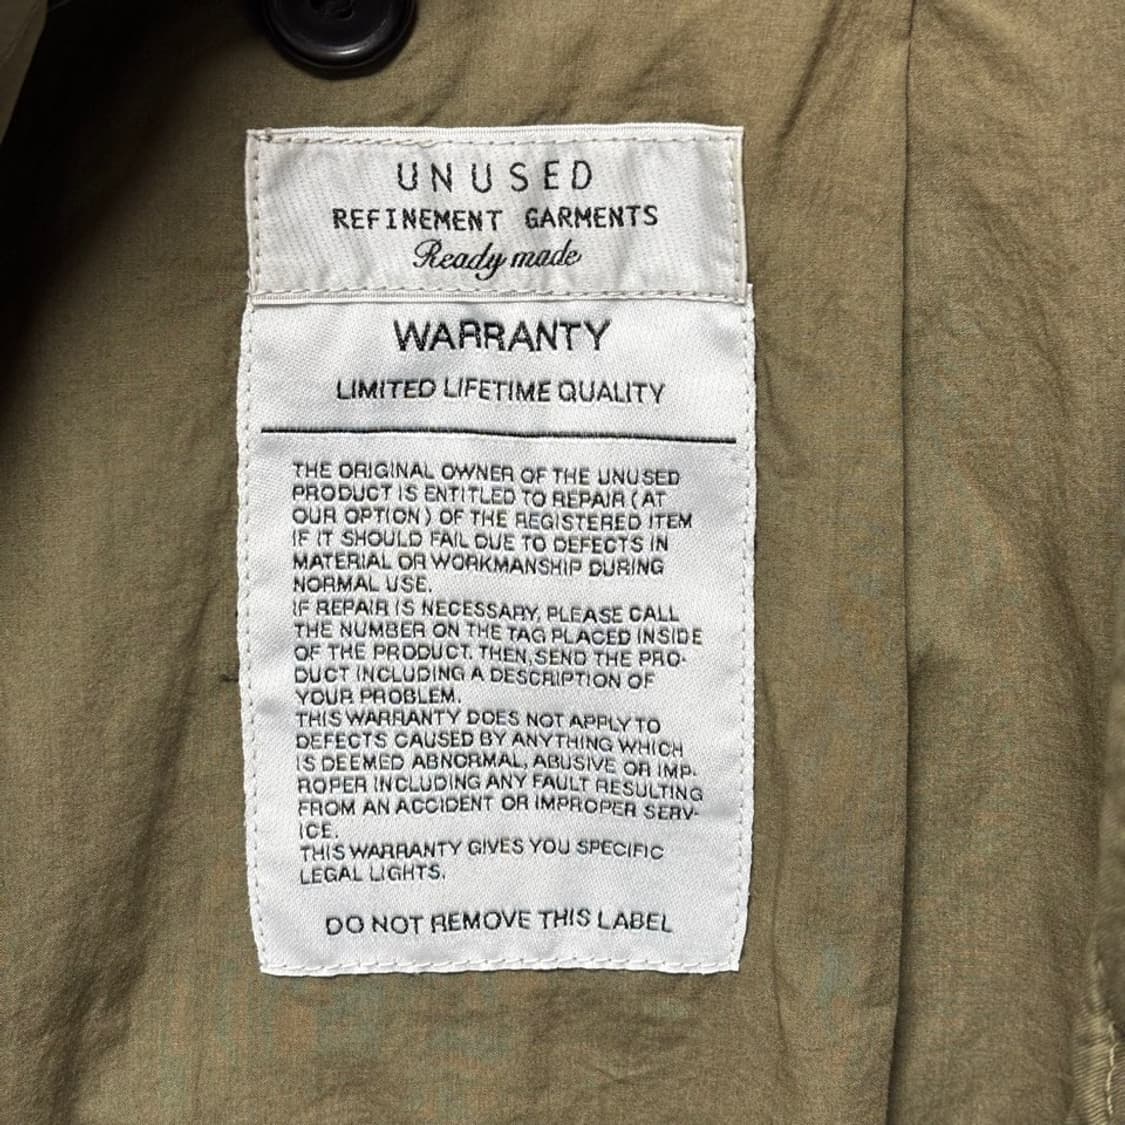 UNUSED
REFINEMENT GARMENTS
Ready made
WARRANTY
LIMITED LIFETIME QUALITY
THE ORIGINAL OWNER OF THE UNUSED
PRODUCT IS ENTITLED TO REPAIR (AT
OUR OPTION) OF THE REGISTERED ITEM
IF IT SHOULD FAIL DUE TO DEFECTS IN
MATERIAL OR WORKMANSHIP DURING
NORMAL USE.
IF REPAIR IS NECESSARY, PLEASE CALL
THE NUMBER ON THE TAG PLACED INSIDE
OF THE PRODUCT. THEN, SEND THE PRO-
DUCT INCLUDING A DESCRIPTION OF
YOUR PROBLEM.
THIS WARRANTY DOES NOT APPLY TO
DEFECTS CAUSED BY ANYTHING WHICH
IS DEEMED ABNORMAL, ABUSIVE OR IMP-
ROPER INCLUDING ANY FAULT RESULTING
FROM AN ACCIDENT OR IMPROPER SERV-
ICE.
THIS WARRANTY GIVES YOU SPECIFIC
LEGAL LIGHTS.
DO NOT REMOVE THIS LABEL